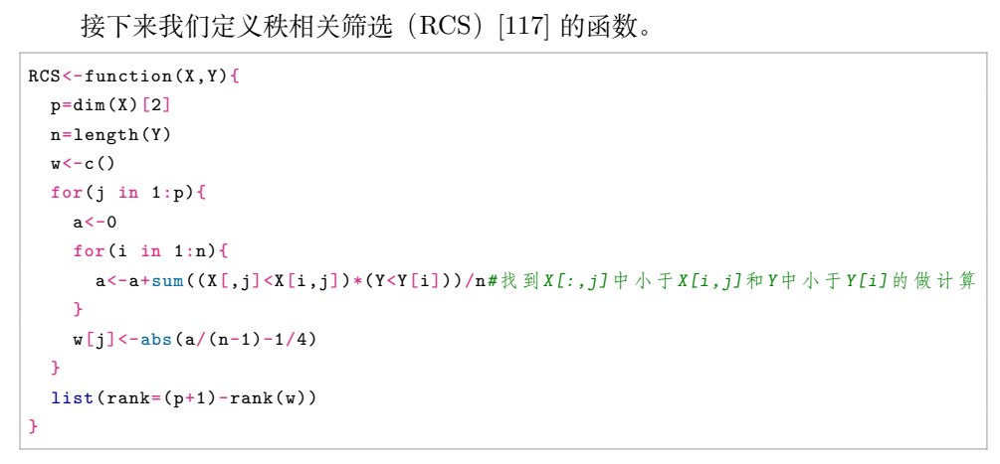 接下来我们定义秩相关筛选（RCS）[117] 的函数。
RCS<-function(X,Y){
  p=dim(X)[2]
  n=length(Y)
  w<-c()
  for(j in 1:p){
    a<-0
    for(i in 1:n){
      a<-a+sum((X[,j]<X[i,j])*(Y<Y[i]))/n#找到X[:,j]中小于X[i,j]和Y中小于Y[i]的做计算
    }
    w[j]<-abs(a/(n-1)-1/4)
  }
  list(rank=(p+1)-rank(w))
}